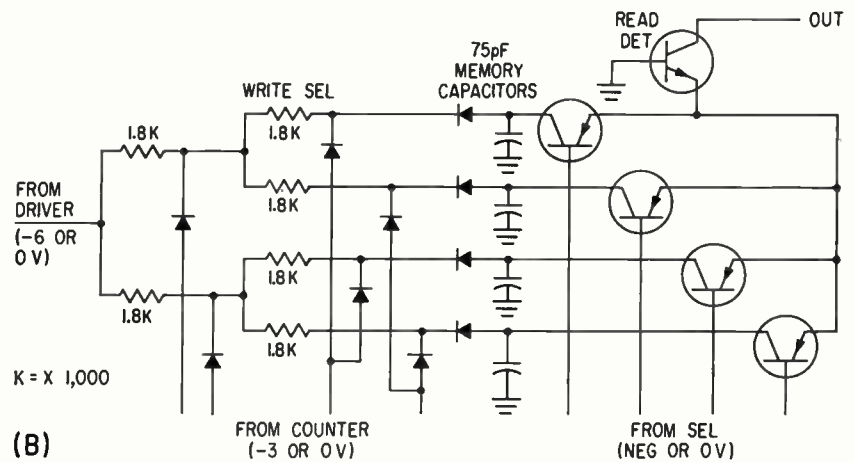 READ
DET
OUT
75pF
MEMORY
CAPACITORS
WRITE SEL
1.8K
1.8K
1.8K
FROM
DRIVER
(-6 OR
0 V)
1.8K
1.8K
1.8K
K = X 1,000
FROM COUNTER
(-3 OR 0 V)
FROM SEL
(NEG OR 0 V)
(B)